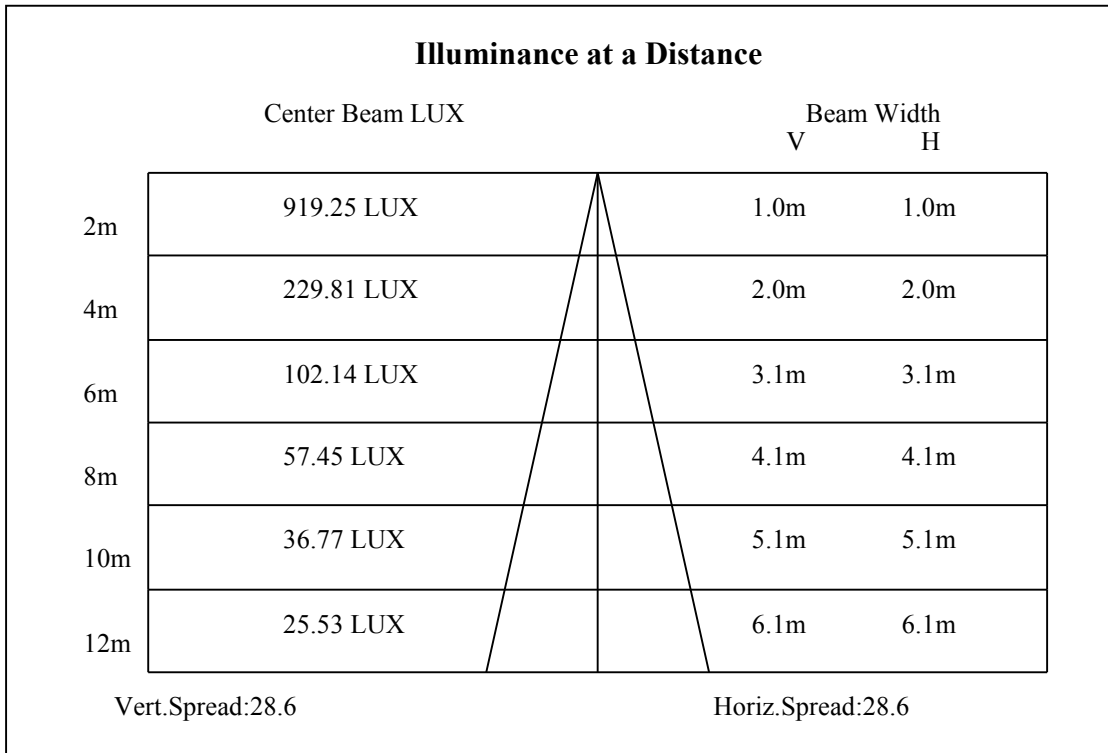 Illuminance at a Distance
Center Beam LUX Beam Width
V H
2m 919.25 LUX 1.0m 1.0m
4m 229.81 LUX 2.0m 2.0m
6m 102.14 LUX 3.1m 3.1m
8m 57.45 LUX 4.1m 4.1m
10m 36.77 LUX 5.1m 5.1m
12m 25.53 LUX 6.1m 6.1m
Vert.Spread:28.6 Horiz.Spread:28.6